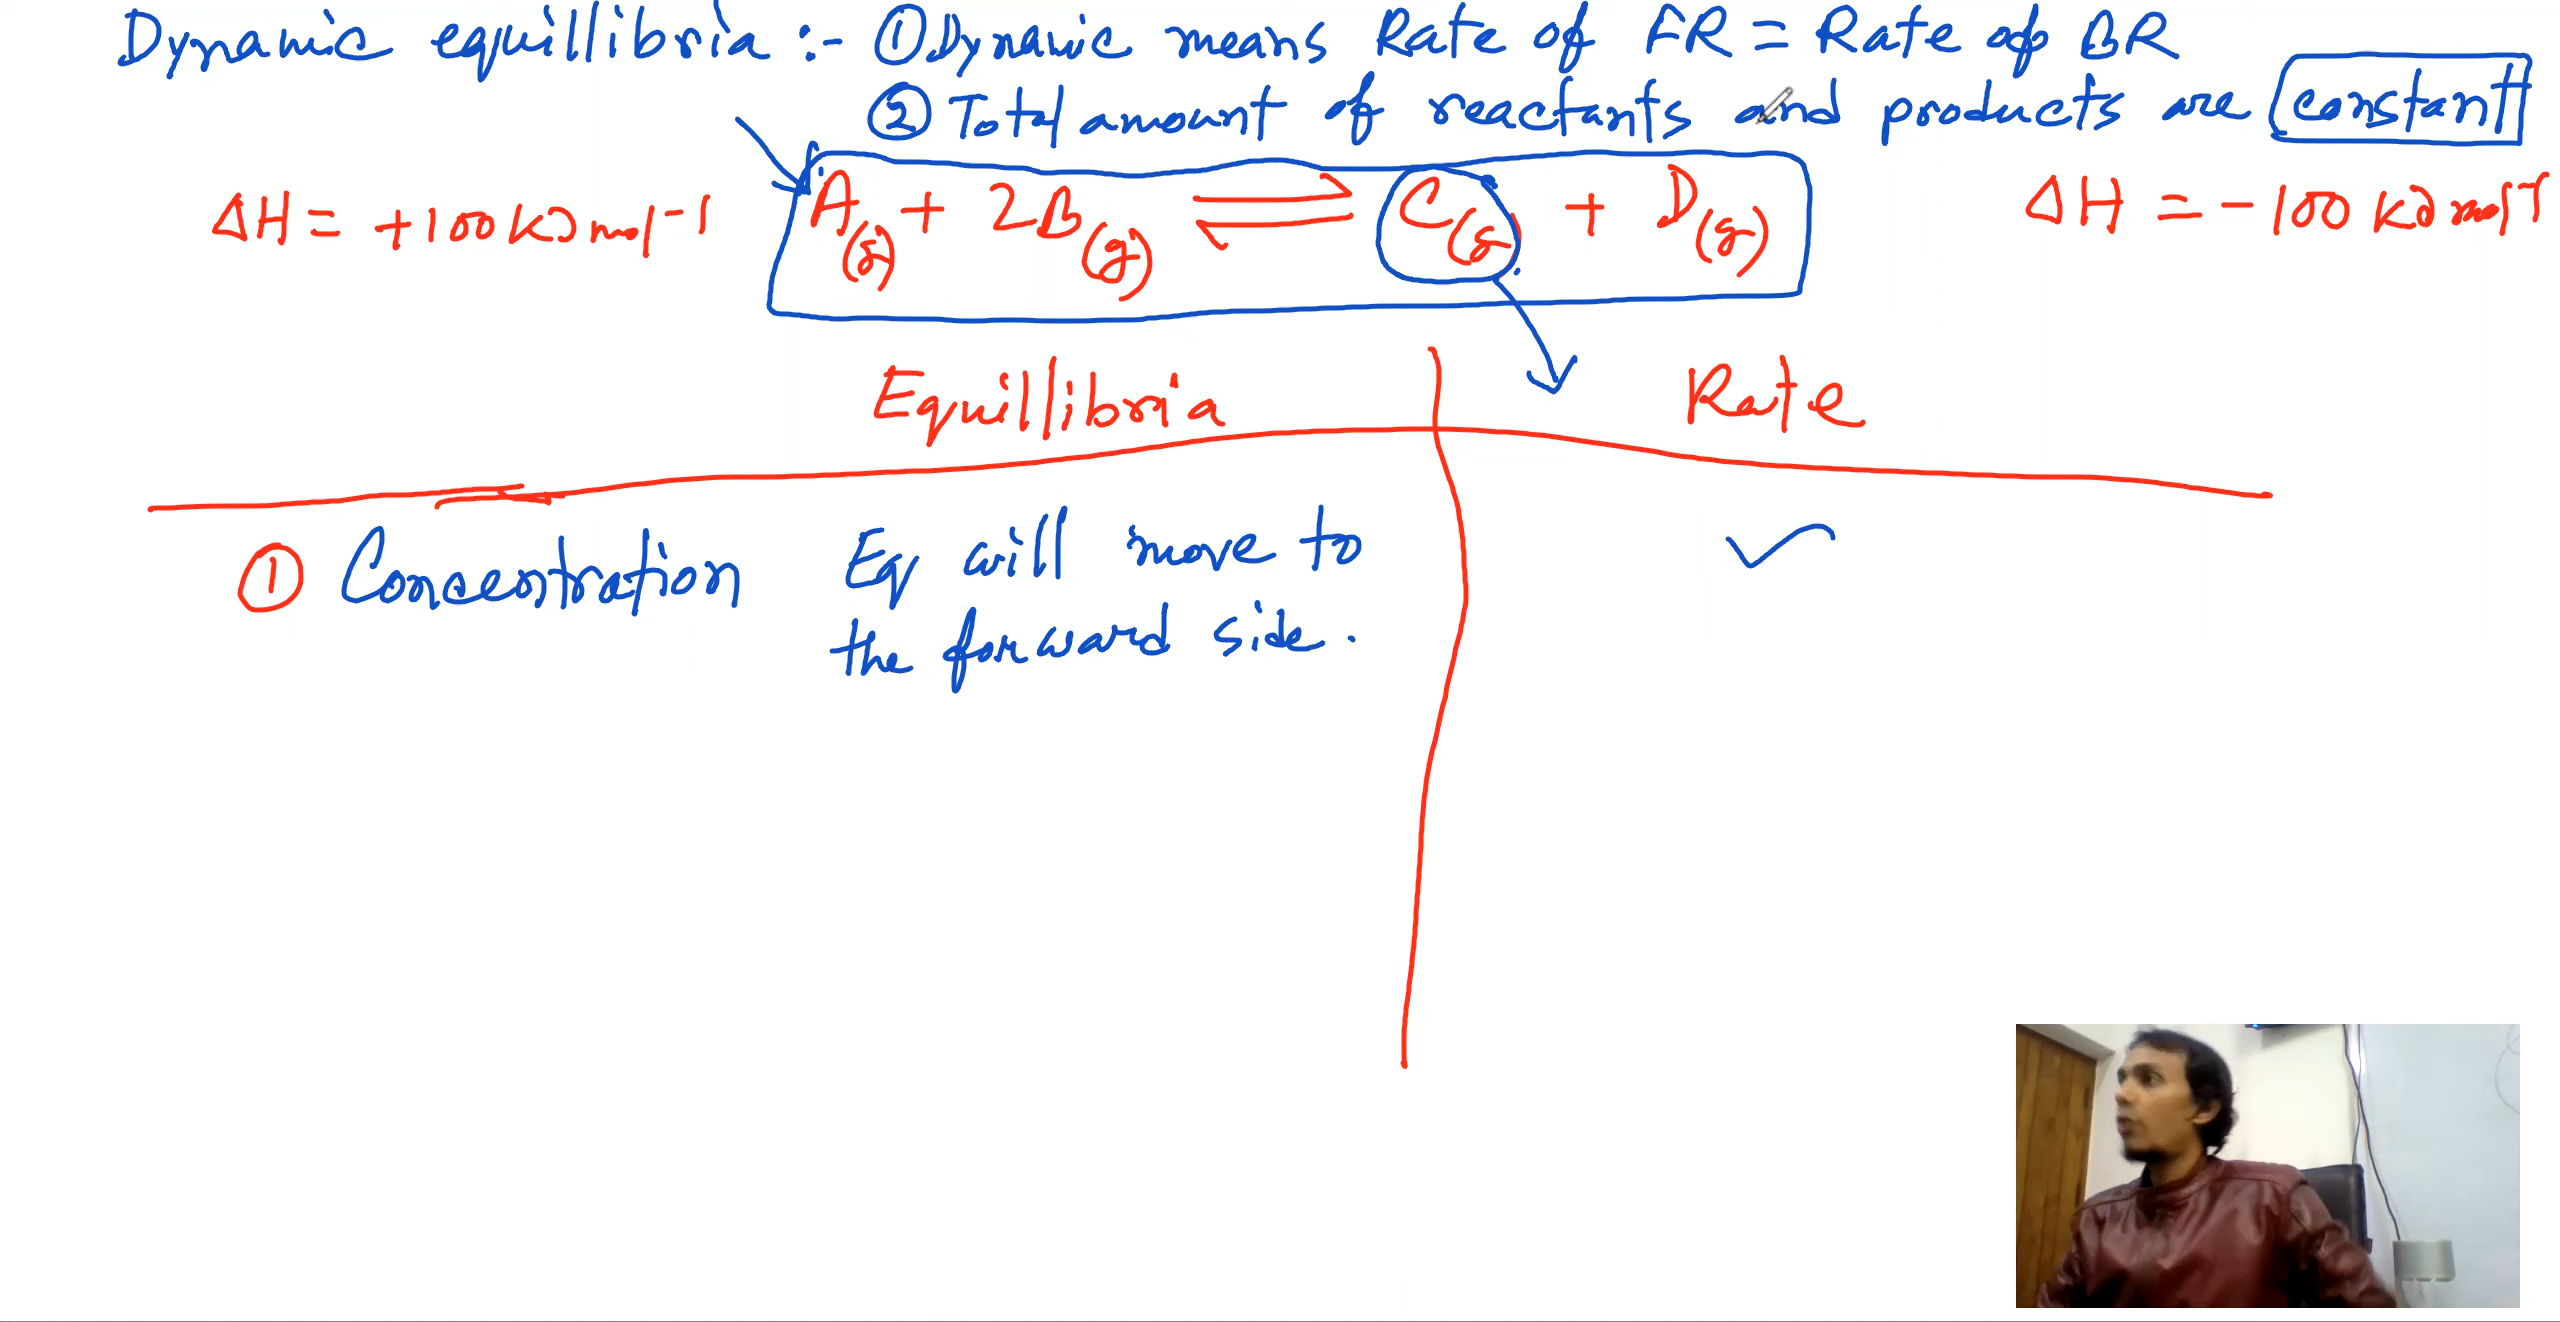 Dynamic equillibria :- ① Dynamic means Rate of FR = Rate of BR
② Total amount of reactants and products are constant
ΔH = +100 kJ mol⁻¹ A(g) + 2B(g) ⇌ C(g) + D(g) ΔH = -100 kJ mol⁻¹
Equillibria Rate
① Concentration Eq will move to ✓
the forward side.